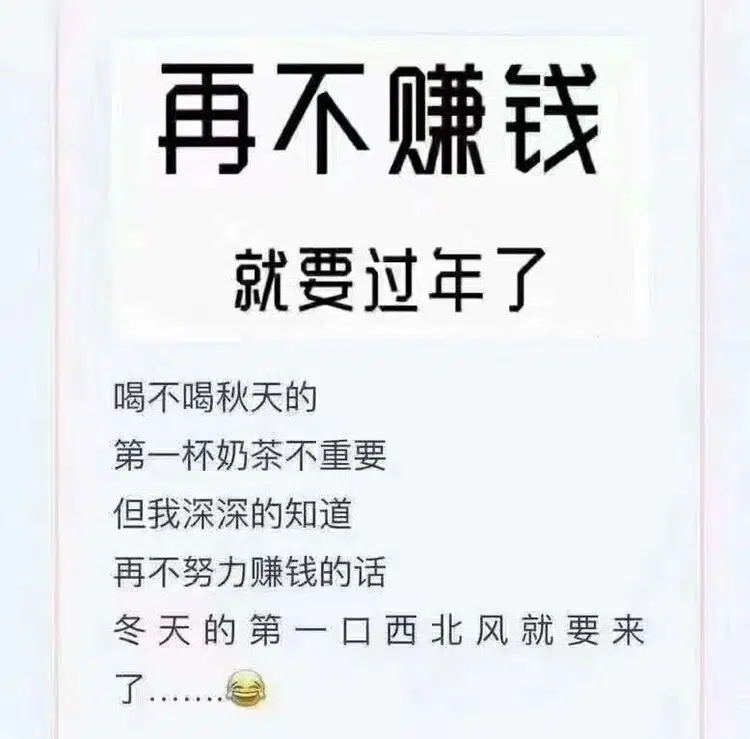 再不赚钱
就要过年了
喝不喝秋天的
第一杯奶茶不重要
但我深深的知道
再不努力赚钱的话
冬天的第一口西北风就要来
了.......😂